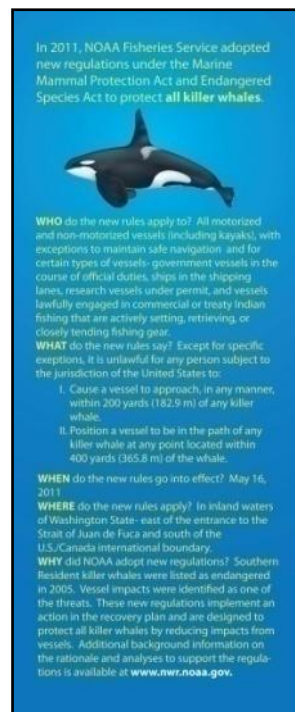 In 2011, NOAA Fisheries Service adopted
new regulations under the Marine
Mammal Protection Act and Endangered
Species Act to protect all killer whales.
WHO do the new rules apply to? All motorized
and non-motorized vessels (including kayaks), with
exceptions to maintain safe navigation and for
certain types of vessels- government vessels in the
course of official duties, ships in the shipping
lanes, research vessels under permit, and vessels
lawfully engaged in commercial or treaty Indian
fishing that are actively setting, retrieving, or
closely tending fishing gear.
WHAT do the new rules say? Except for specific
exeptions, it is unlawful for any person subject to
the jurisdiction of the United States to:
I. Cause a vessel to approach, in any manner,
within 200 yards (182.9 m) of any killer
whale.
II. Position a vessel to be in the path of any
killer whale at any point located within
400 yards (365.8 m) of the whale.
WHEN do the new rules go into effect? May 16,
2011
WHERE do the new rules apply? In inland waters
of Washington State- east of the entrance to the
Strait of Juan de Fuca and south of the
U.S./Canada international boundary.
WHY did NOAA adopt new regulations? Southern
Resident killer whales were listed as endangered
in 2005. Vessel impacts were identified as one of
the threats. These new regulations implement an
action in the recovery plan and are designed to
protect all killer whales by reducing impacts from
vessels. Additional background information on
the rationale and analyses to support the regula-
tions is available at www.nwr.noaa.gov.